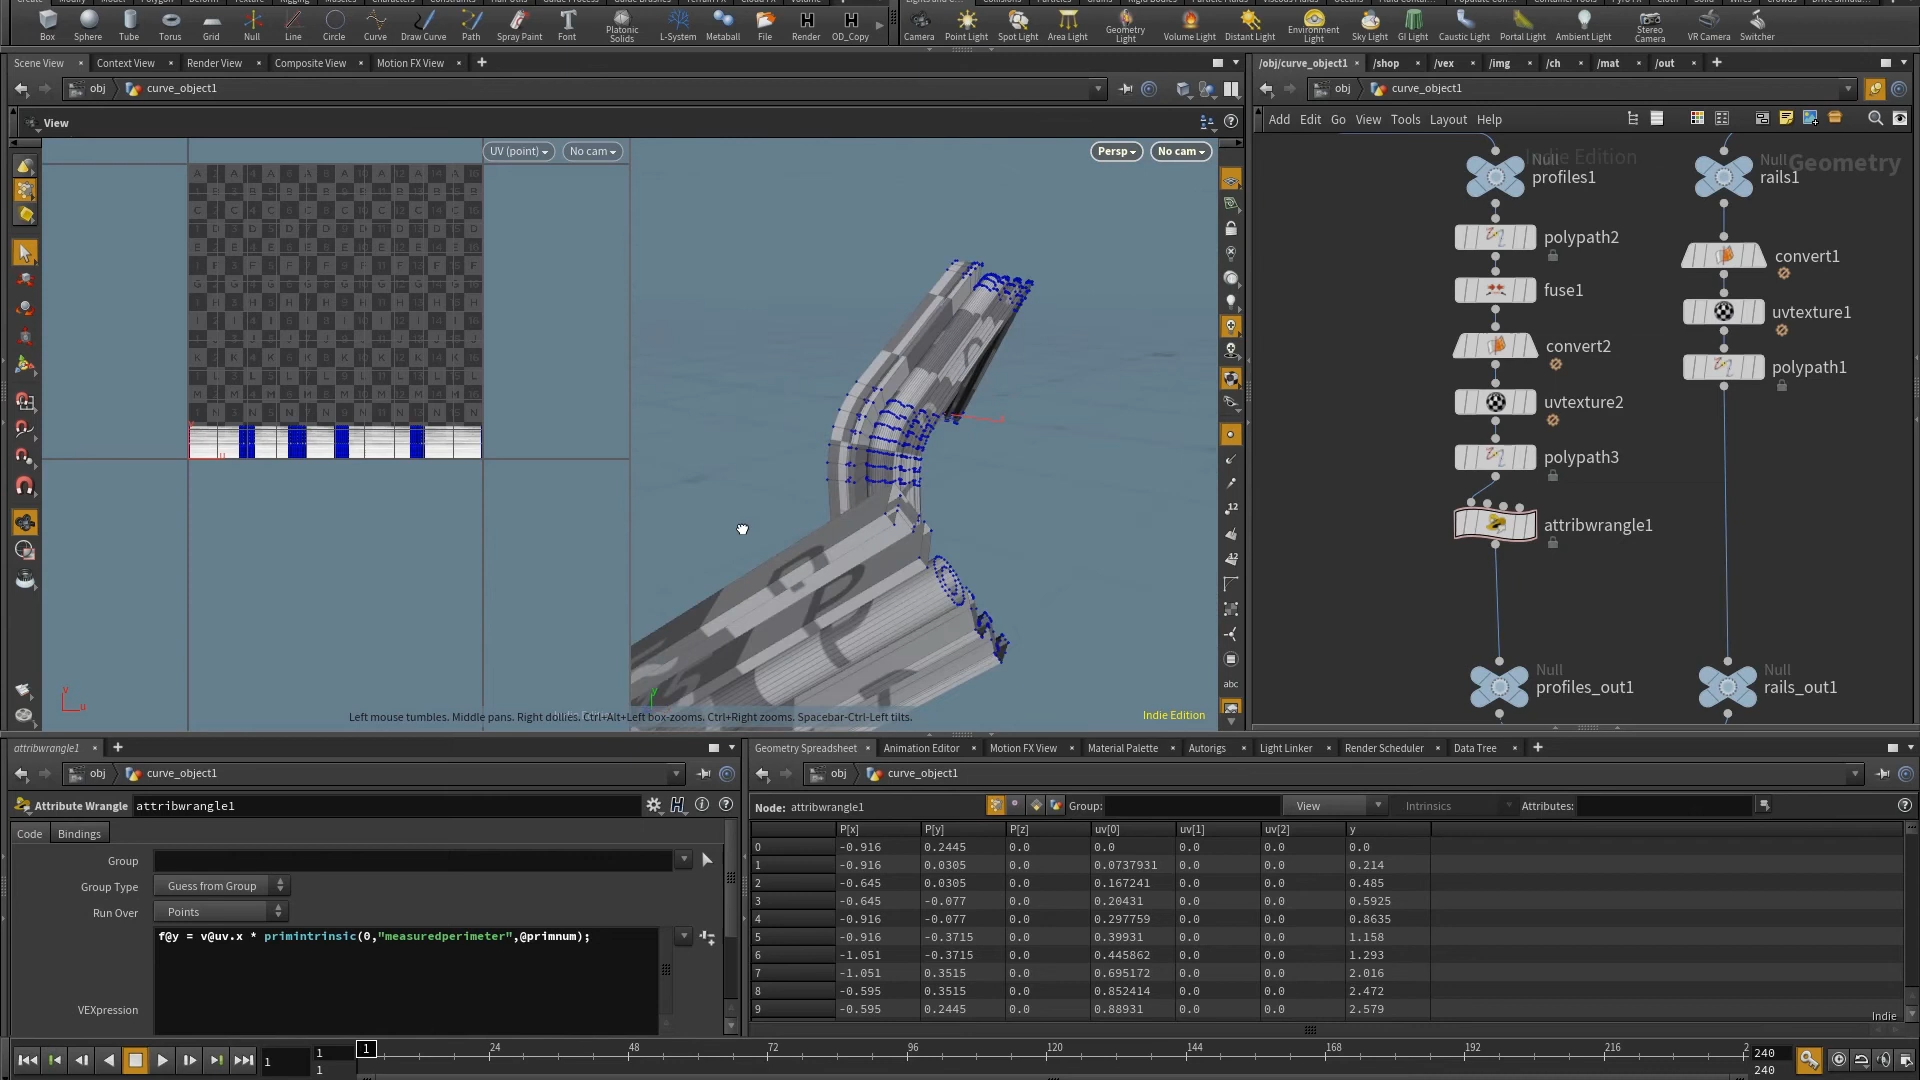 Box Sphere Tube Torus Grid Null Line Circle Curve Draw Curve Path Spray Paint Font Platonic Solids L-System Metaball File Render OD_Copy
Camera Point Light Spot Light Area Light Geometry Light Volume Light Distant Light Environment Light Sky Light GI Light Caustic Light Portal Light Ambient Light Stereo Camera VR Camera Switcher
Scene View Context View Render View Composite View Motion FX View
/obj/curve_object1 /shop /vex /img /ch /mat /out
obj curve_object1
obj curve_object1
View
Add Edit Go View Tools Layout Help
UV (point) No cam
Persp No cam
Indie Edition
Geometry
Null
profiles1
Null
rails1
polypath2
fuse1
convert2
uvtexture2
polypath3
attribwrangle1
Null
profiles_out1
convert1
uvtexture1
polypath1
Null
rails_out1
12
12
abc
v
u
y
Left mouse tumbles. Middle pans. Right dollies. Ctrl+Alt+Left box-zooms. Ctrl+Right zooms. Spacebar-Ctrl-Left tilts.
Indie Edition
attribwrangle1
obj curve_object1
Attribute Wrangle attribwrangle1
Code Bindings
Group
Group Type Guess from Group
Run Over Points
f@y = v@uv.x * primintrinsic(0,"measuredperimeter",@primnum);
VEXpression
Geometry Spreadsheet Animation Editor Motion FX View Material Palette Autorigs Light Linker Render Scheduler Data Tree
obj curve_object1
Node: attribwrangle1 Group: View Intrinsics Attributes:
P[x] P[y] P[z] uv[0] uv[1] uv[2] y
0 -0.916 0.2445 0.0 0.0 0.0 0.0 0.0
1 -0.916 0.0305 0.0 0.0737931 0.0 0.0 0.214
2 -0.645 0.0305 0.0 0.167241 0.0 0.0 0.485
3 -0.645 -0.077 0.0 0.20431 0.0 0.0 0.5925
4 -0.916 -0.077 0.0 0.297759 0.0 0.0 0.8635
5 -0.916 -0.3715 0.0 0.39931 0.0 0.0 1.158
6 -1.051 -0.3715 0.0 0.445862 0.0 0.0 1.293
7 -1.051 0.3515 0.0 0.695172 0.0 0.0 2.016
8 -0.595 0.3515 0.0 0.852414 0.0 0.0 2.472
9 -0.595 0.2445 0.0 0.88931 0.0 0.0 2.579
Indie
1 1 1 1 24 48 72 96 120 144 168 192 216 2 240
240